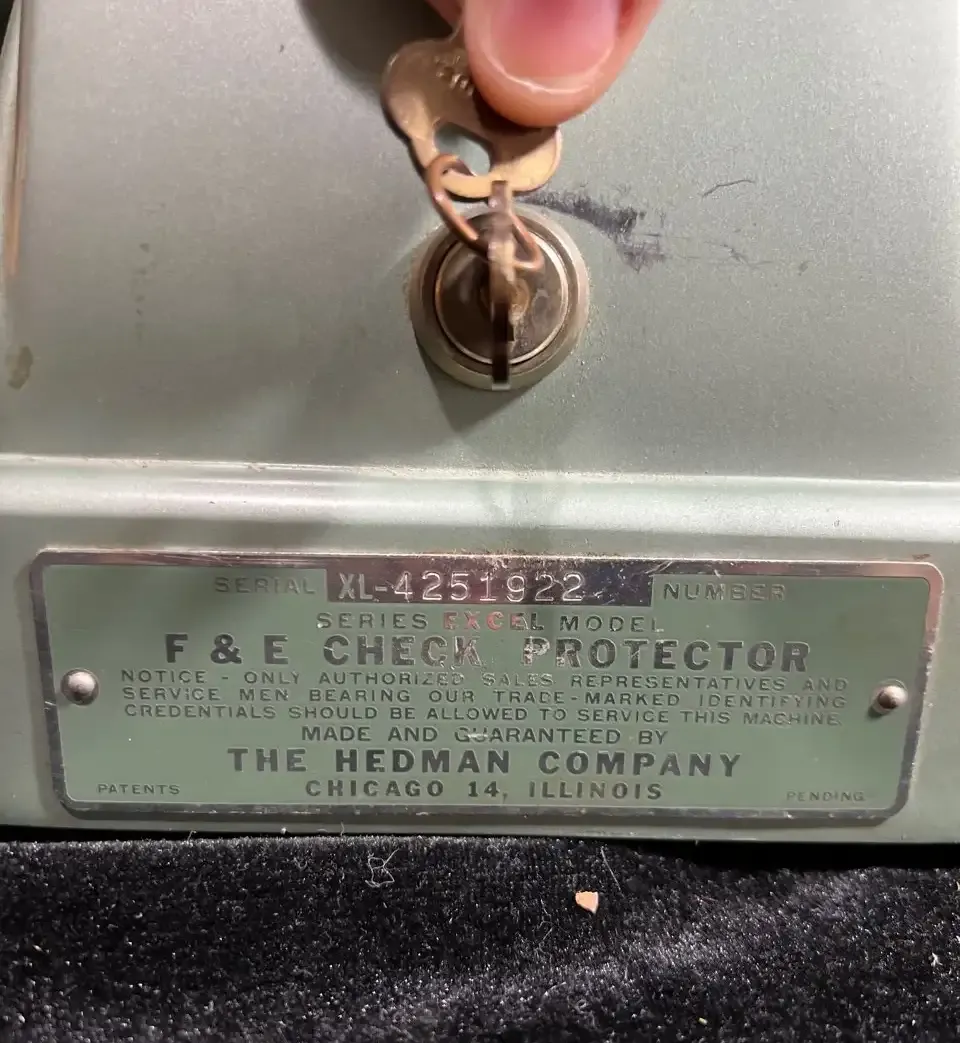 SERIAL XL-4251922 NUMBER
SERIES EXCEL MODEL
F & E CHECK PROTECTOR
NOTICE - ONLY AUTHORIZED SALES REPRESENTATIVES AND
SERVICE MEN BEARING OUR TRADE-MARKED IDENTIFYING
CREDENTIALS SHOULD BE ALLOWED TO SERVICE THIS MACHINE.
MADE AND GUARANTEED BY
THE HEDMAN COMPANY
PATENTS CHICAGO 14, ILLINOIS PENDING